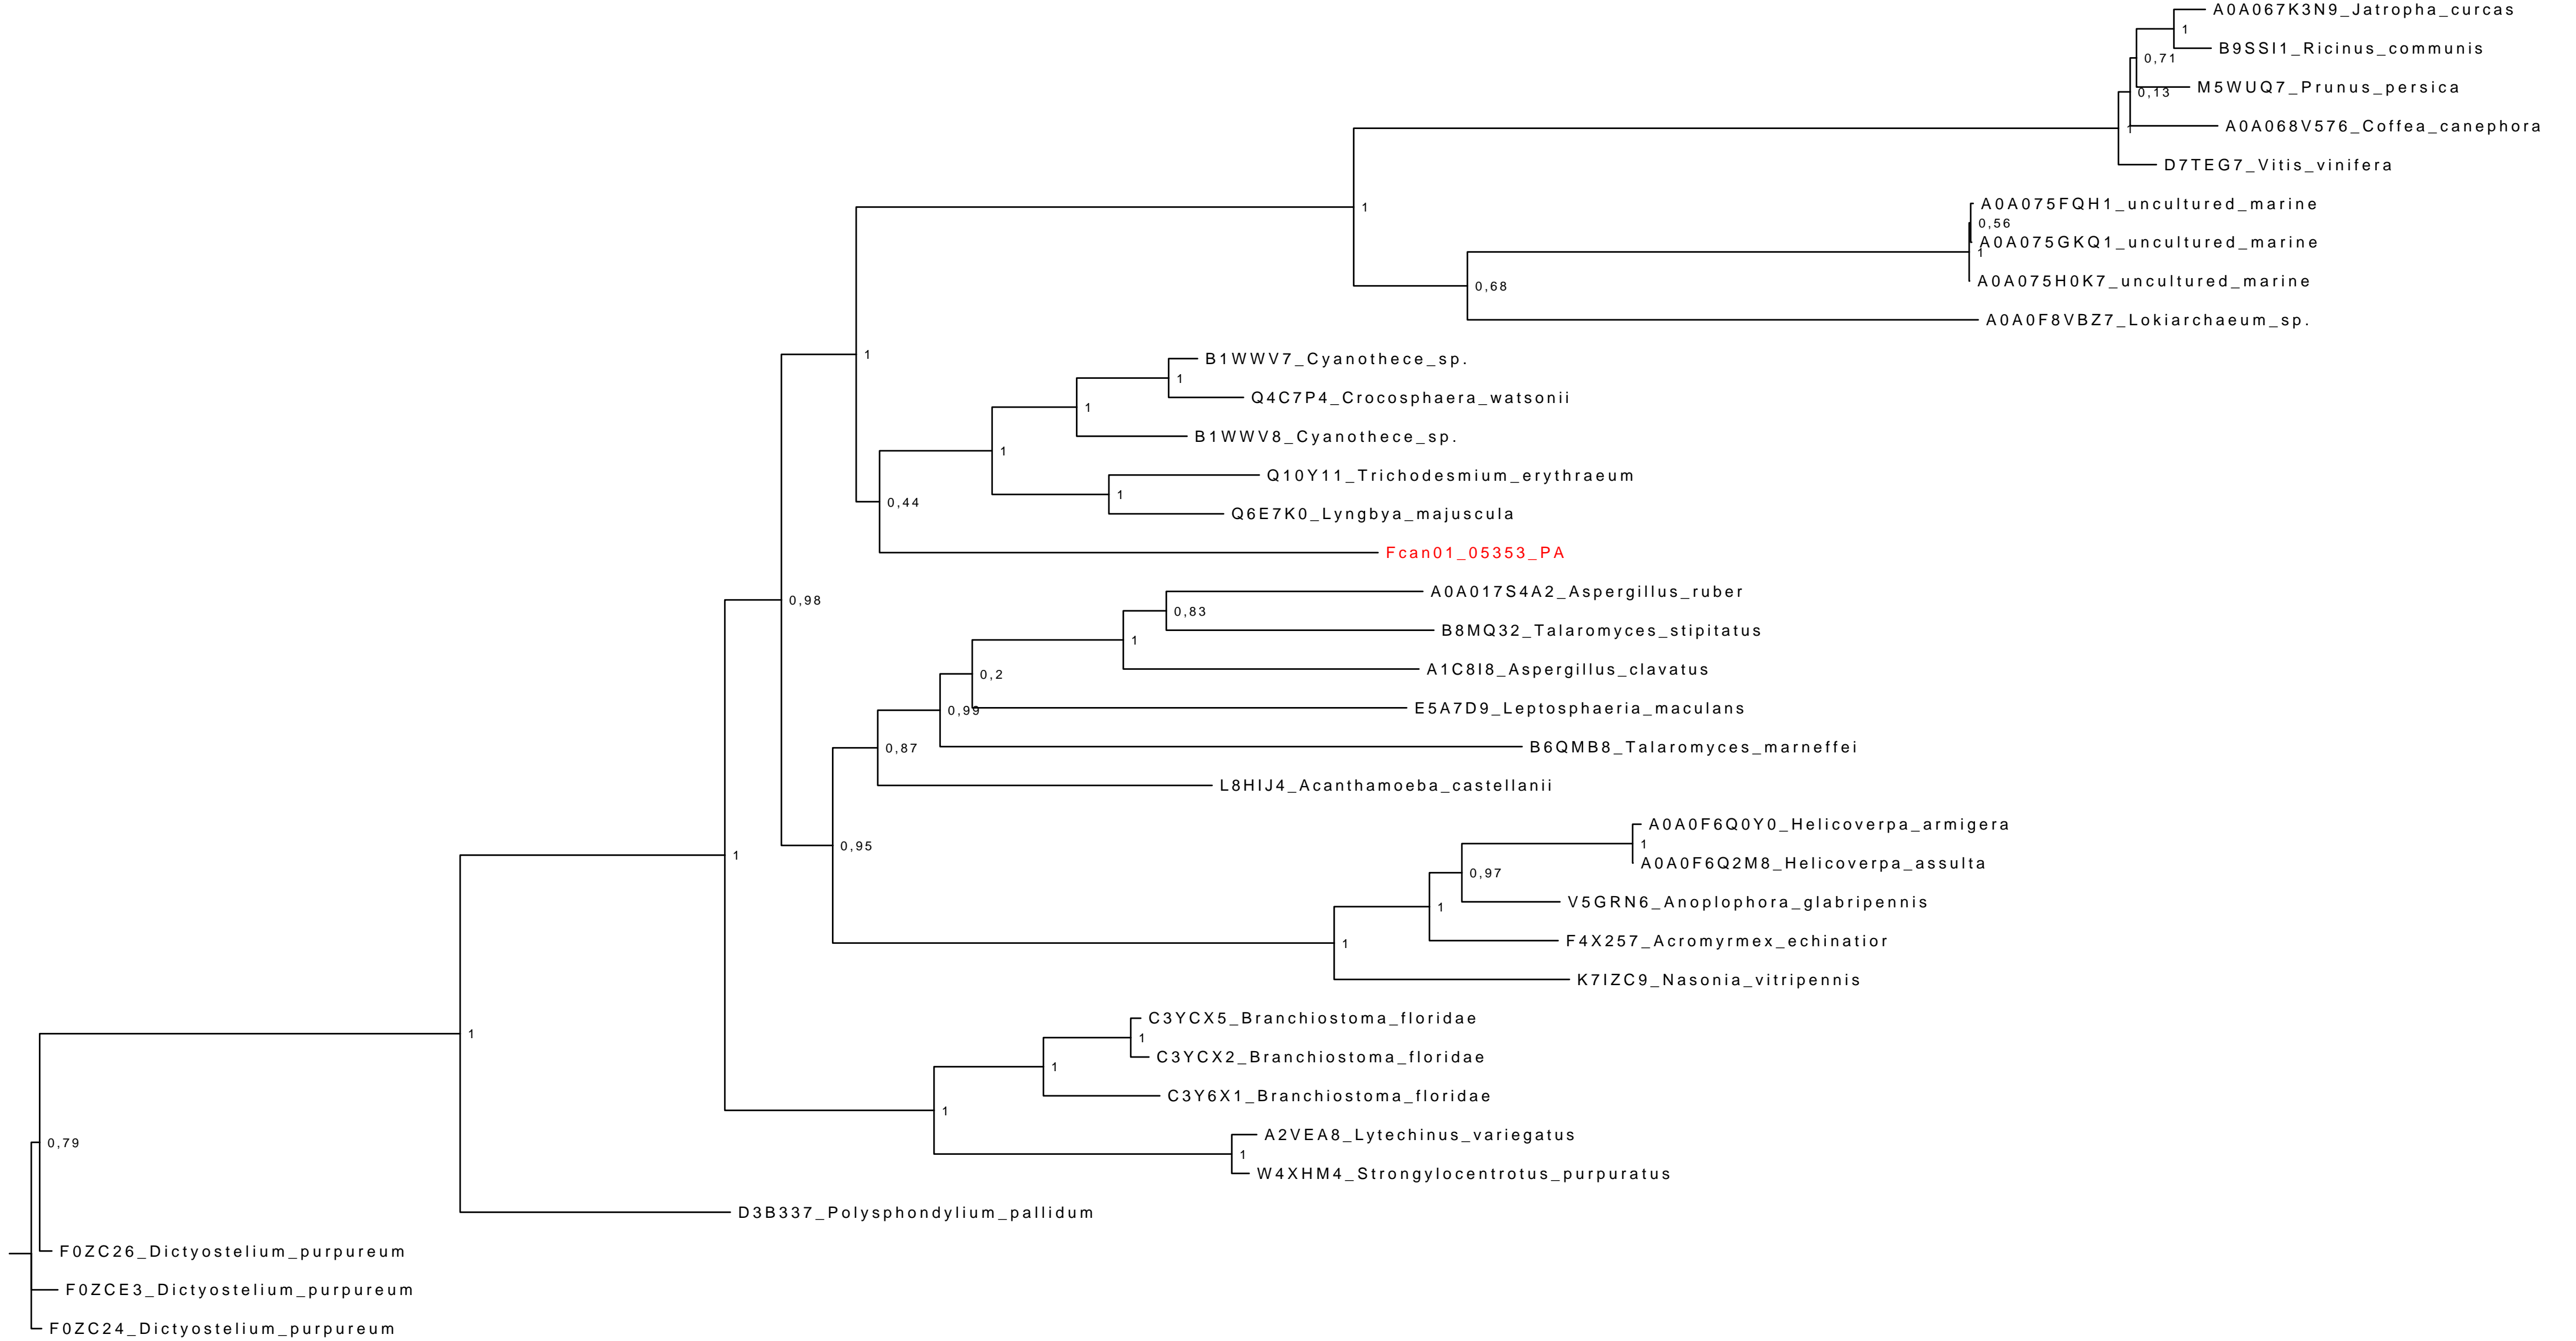 A0A067K3N9_Jatropha_curcas
1
B9SSI1_Ricinus_communis
0,71
M5WUQ7_Prunus_persica
0,13
A0A068V576_Coffea_canephora
1
D7TEG7_Vitis_vinifera
A0A075FQH1_uncultured_marine
1
0,56
A0A075GKQ1_uncultured_marine
1
A0A075H0K7_uncultured_marine
0,68
A0A0F8VBZ7_Lokiarchaeum_sp.
1
B1WWV7_Cyanothece_sp.
1
Q4C7P4_Crocosphaera_watsonii
1
B1WWV8_Cyanothece_sp.
1
Q10Y11_Trichodesmium_erythraeum
1
0,44
Q6E7K0_Lyngbya_majuscula
Fcan01_05353_PA
A0A017S4A2_Aspergillus_ruber
0,98
0,83
B8MQ32_Talaromyces_stipitatus
1
A1C8I8_Aspergillus_clavatus
0,2
E5A7D9_Leptosphaeria_maculans
0,99
B6QMB8_Talaromyces_marneffei
0,87
L8HIJ4_Acanthamoeba_castellanii
A0A0F6Q0Y0_Helicoverpa_armigera
0,95
1
1
A0A0F6Q2M8_Helicoverpa_assulta
0,97
V5GRN6_Anoplophora_glabripennis
1
F4X257_Acromyrmex_echinatior
1
K7IZC9_Nasonia_vitripennis
C3YCX5_Branchiostoma_floridae
1
1
C3YCX2_Branchiostoma_floridae
1
C3Y6X1_Branchiostoma_floridae
1
A2VEA8_Lytechinus_variegatus
0,79
1
W4XHM4_Strongylocentrotus_purpuratus
D3B337_Polysphondylium_pallidum
F0ZC26_Dictyostelium_purpureum
F0ZCE3_Dictyostelium_purpureum
F0ZC24_Dictyostelium_purpureum